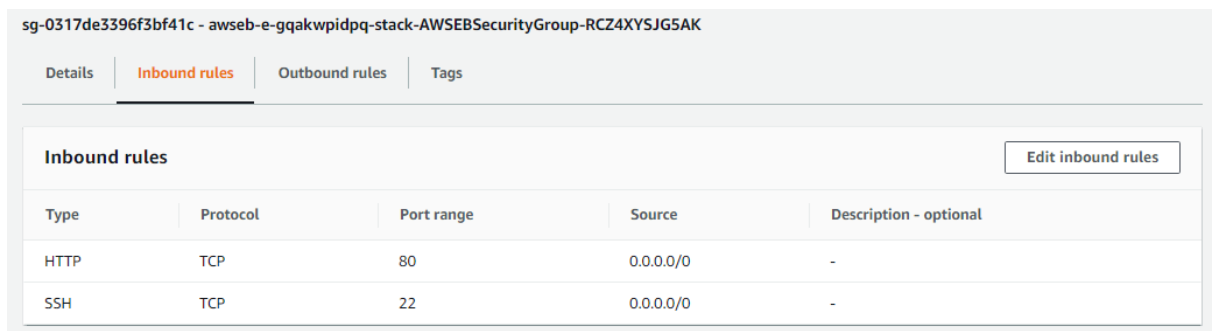 sg-0317de3396f3bf41c - awseb-e-gqakwpidpq-stack-AWSEBSecurityGroup-RCZ4XYSJG5AK
Details Inbound rules Outbound rules Tags
Inbound rules Edit inbound rules
Type Protocol Port range Source Description - optional
HTTP TCP 80 0.0.0.0/0 -
SSH TCP 22 0.0.0.0/0 -